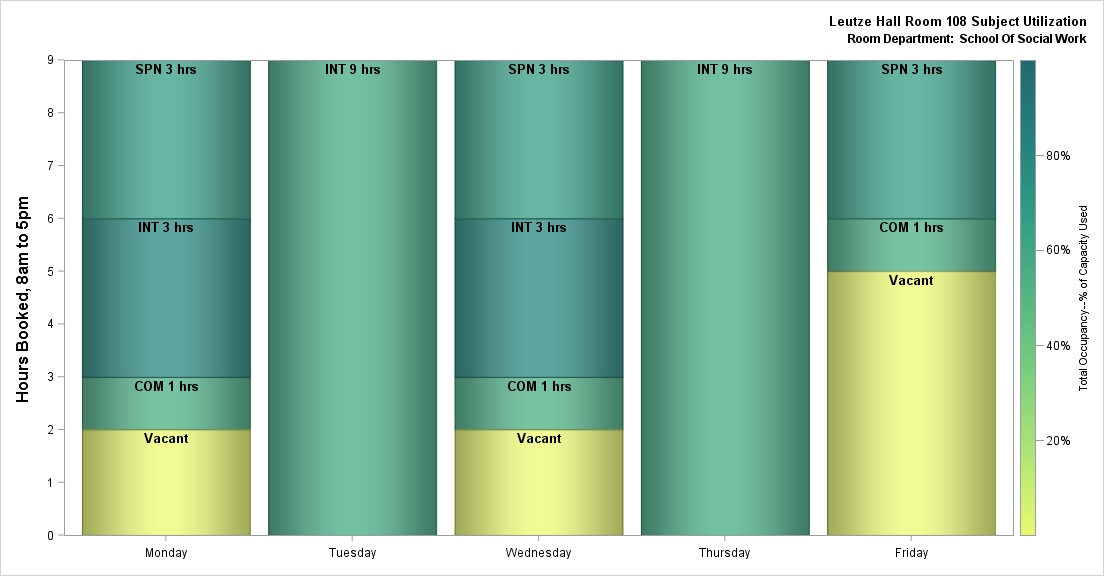 Leutze Hall Room 108 Subject Utilization
Room Department: School Of Social Work
Hours Booked, 8am to 5pm
9
8
7
6
5
4
3
2
1
0
SPN 3 hrs
INT 3 hrs
COM 1 hrs
Vacant
INT 9 hrs
SPN 3 hrs
INT 3 hrs
COM 1 hrs
Vacant
INT 9 hrs
SPN 3 hrs
COM 1 hrs
Vacant
Monday
Tuesday
Wednesday
Thursday
Friday
80%
60%
40%
20%
Total Occupancy--% of Capacity Used